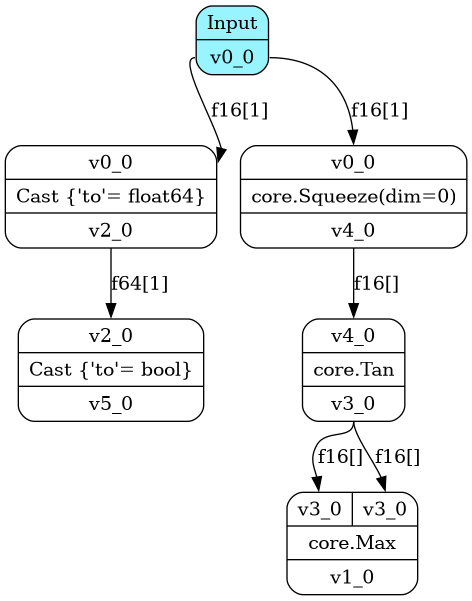 Input
v0_0
f16[1]
f16[1]
v0_0
Cast {'to'= float64}
v2_0
v0_0
core.Squeeze(dim=0)
v4_0
f64[1]
f16[]
v2_0
Cast {'to'= bool}
v5_0
v4_0
core.Tan
v3_0
f16[]
f16[]
v3_0
v3_0
core.Max
v1_0